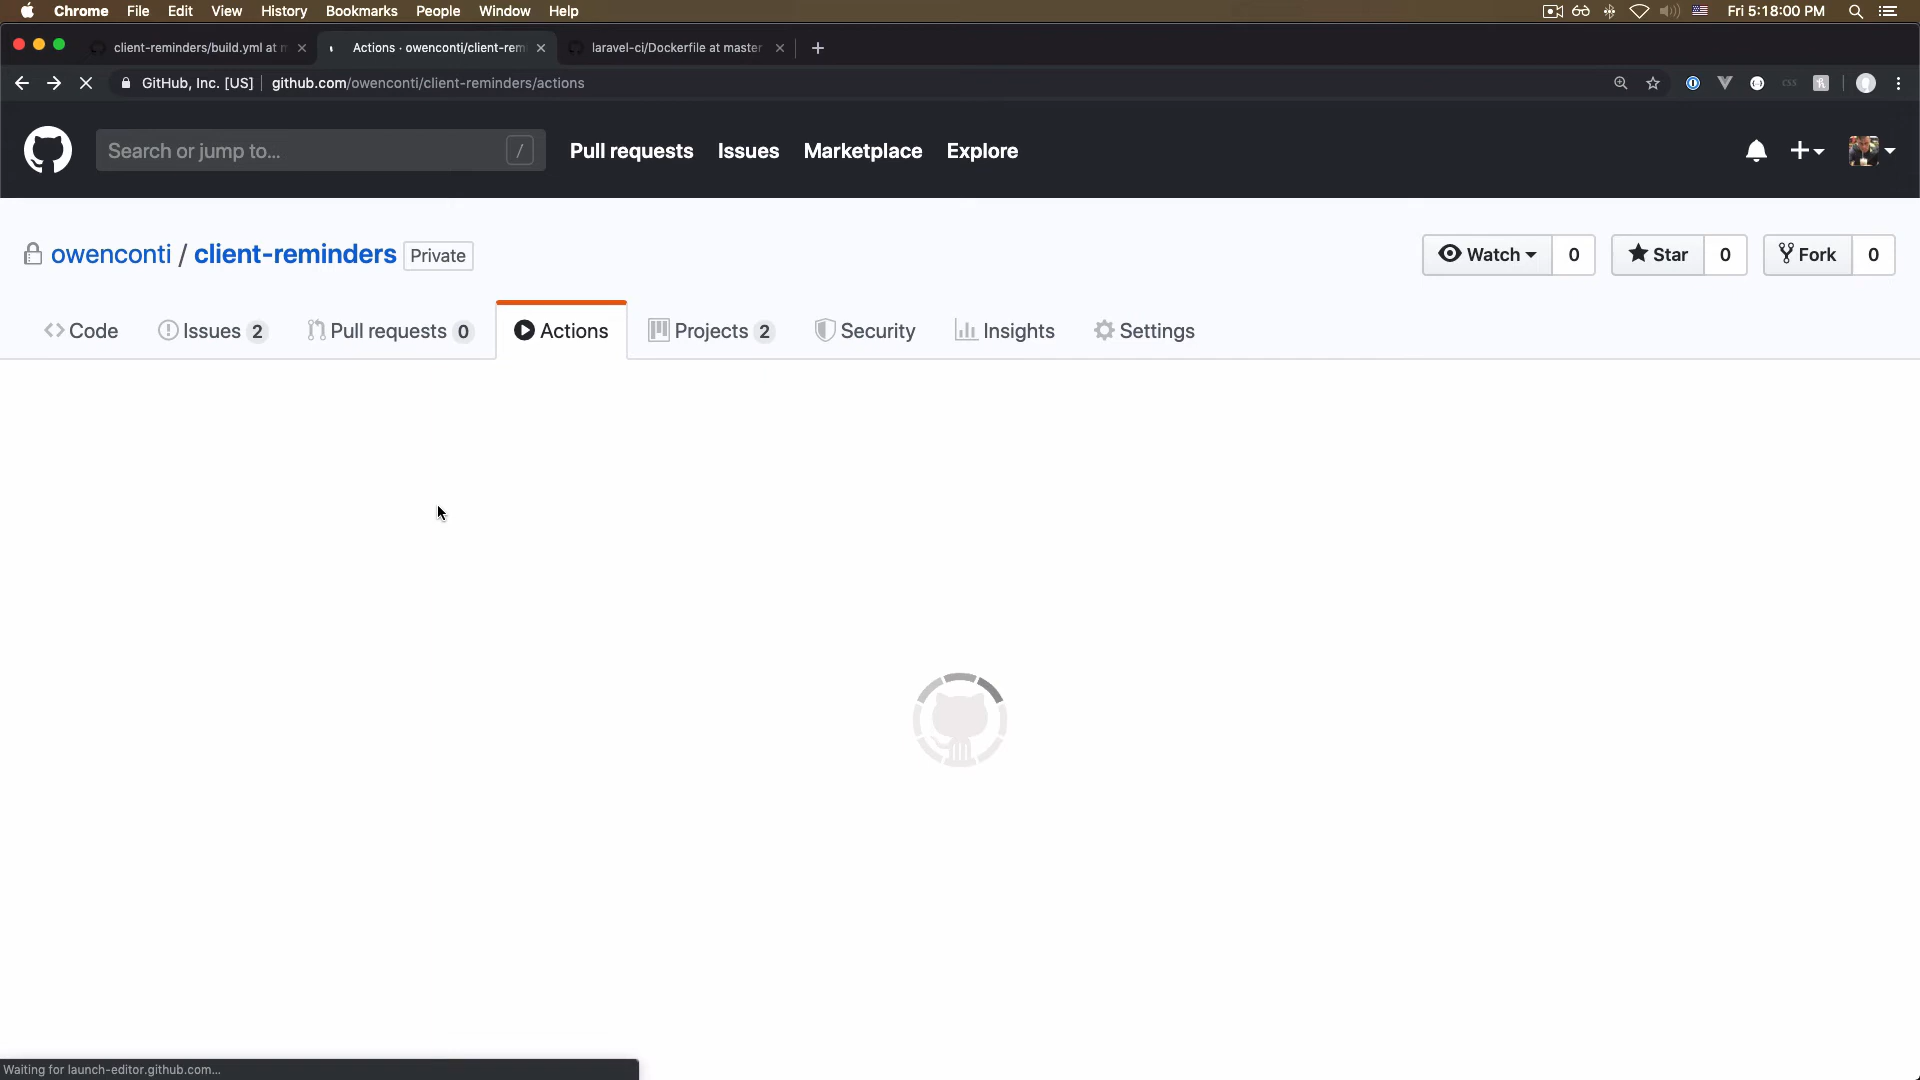 Chrome File Edit View History Bookmarks People Window Help Fri 5:18:00 PM
client-reminders/build.yml at m Actions · owenconti/client-rem laravel-ci/Dockerfile at master
GitHub, Inc. [US] github.com/owenconti/client-reminders/actions
Search or jump to... / Pull requests Issues Marketplace Explore
owenconti / client-reminders Private Watch 0 Star 0 Fork 0
Code Issues 2 Pull requests 0 Actions Projects 2 Security Insights Settings
Waiting for launch-editor.github.com...